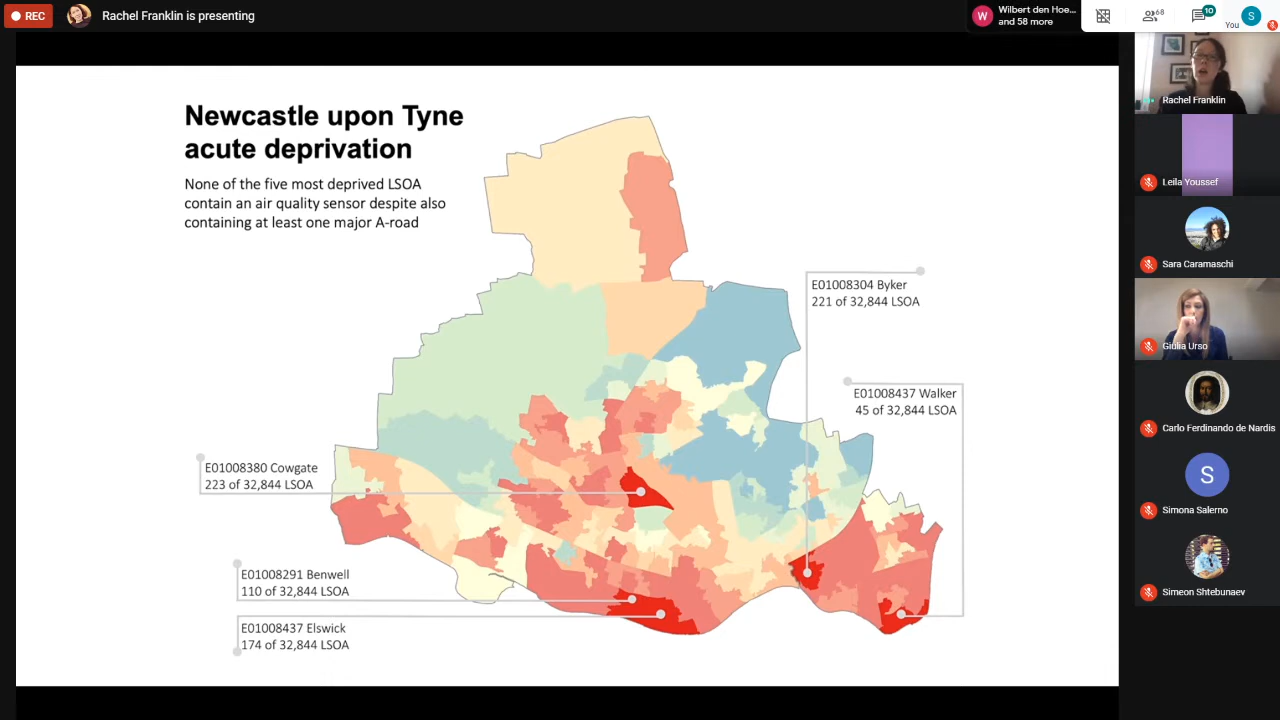 REC
Rachel Franklin is presenting
W
Wilbert den Hoe...
and 58 more
68
10
S
You
Newcastle upon Tyne
acute deprivation
None of the five most deprived LSOA
contain an air quality sensor despite also
containing at least one major A-road
E01008304 Byker
221 of 32,844 LSOA
E01008437 Walker
45 of 32,844 LSOA
E01008380 Cowgate
223 of 32,844 LSOA
E01008291 Benwell
110 of 32,844 LSOA
E01008437 Elswick
174 of 32,844 LSOA
Rachel Franklin
Leila Youssef
Sara Caramaschi
Giulia Urso
Carlo Ferdinando de Nardis
S
Simona Salerno
Simeon Shtebunaev